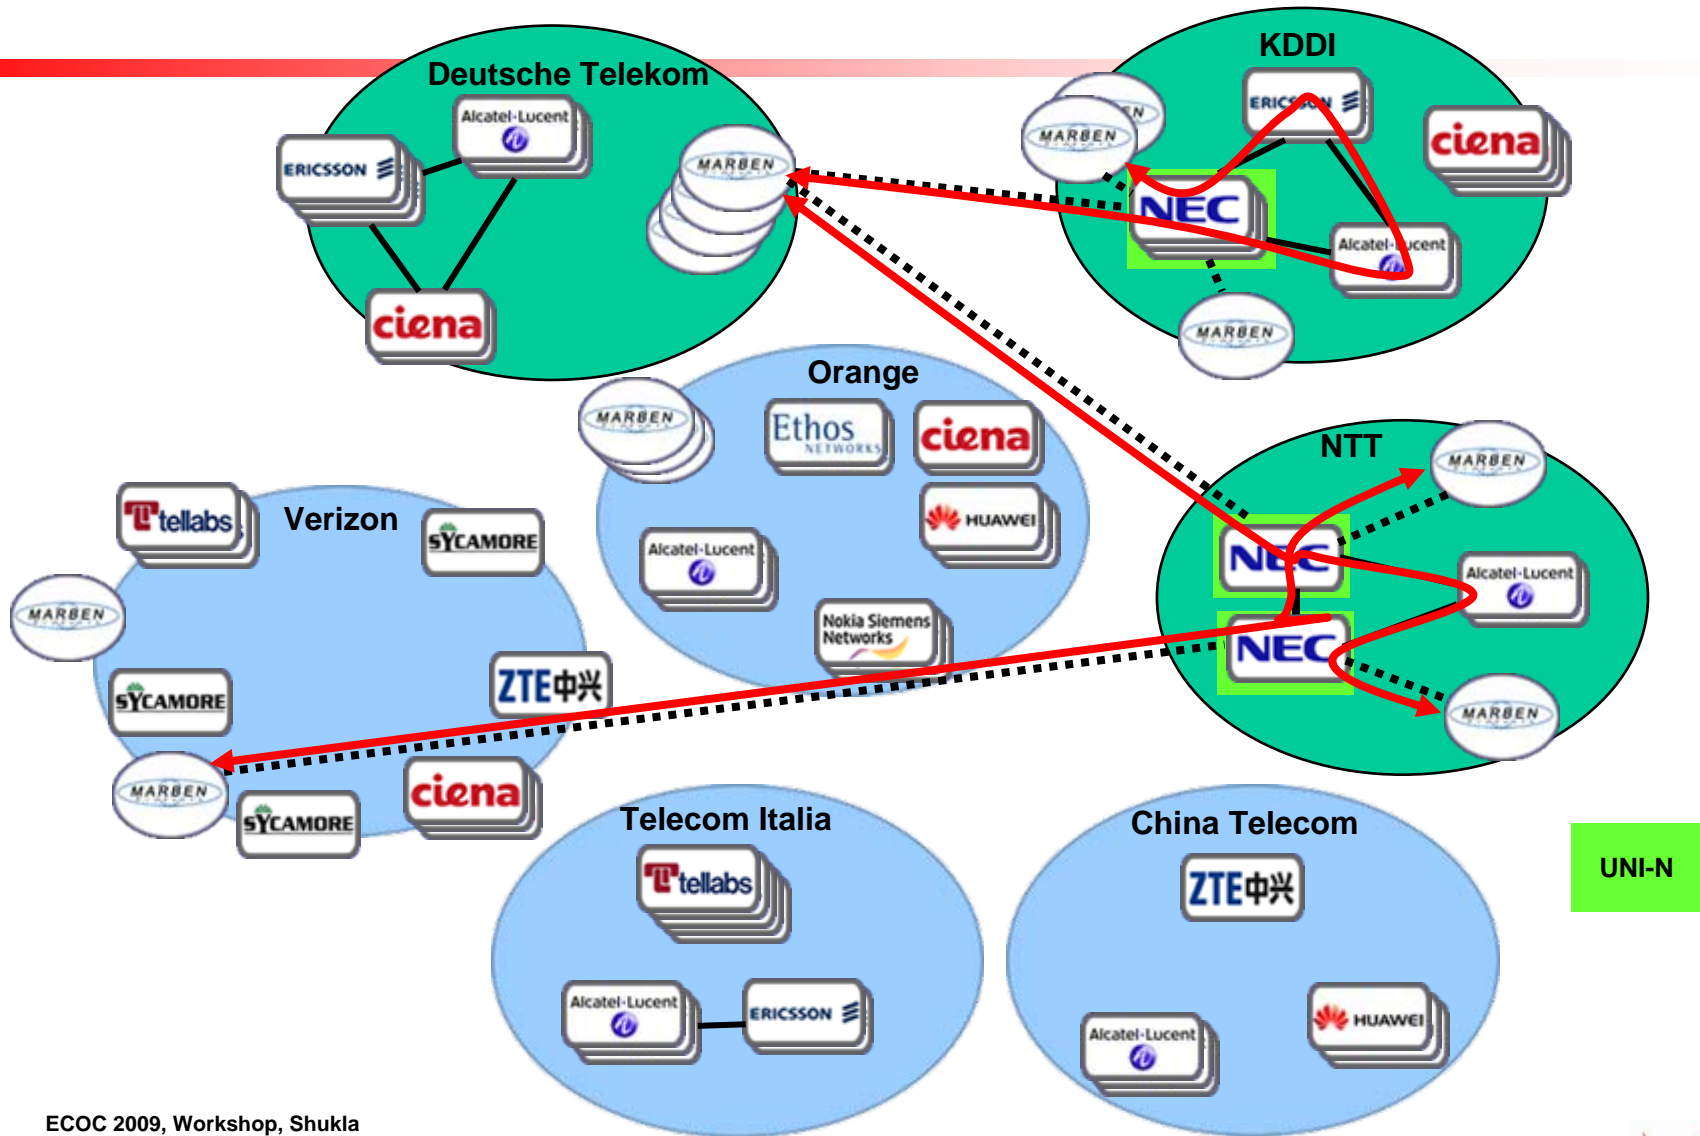 KDDI
Deutsche Telekom
Alcatel·Lucent
ERICSSON
MARBEN
ciena
MARBEN
ERICSSON
ciena
NEC
Alcatel·Lucent
MARBEN
Orange
MARBEN
Ethos
NETWORKS
ciena
HUAWEI
Alcatel·Lucent
Nokia Siemens
Networks
NTT
MARBEN
NEC
Alcatel·Lucent
NEC
MARBEN
Verizon
tellabs
SYCAMORE
MARBEN
SYCAMORE
ZTE中兴
MARBEN
SYCAMORE
ciena
Telecom Italia
tellabs
Alcatel·Lucent
ERICSSON
China Telecom
ZTE中兴
Alcatel·Lucent
HUAWEI
UNI-N
ECOC 2009, Workshop, Shukla